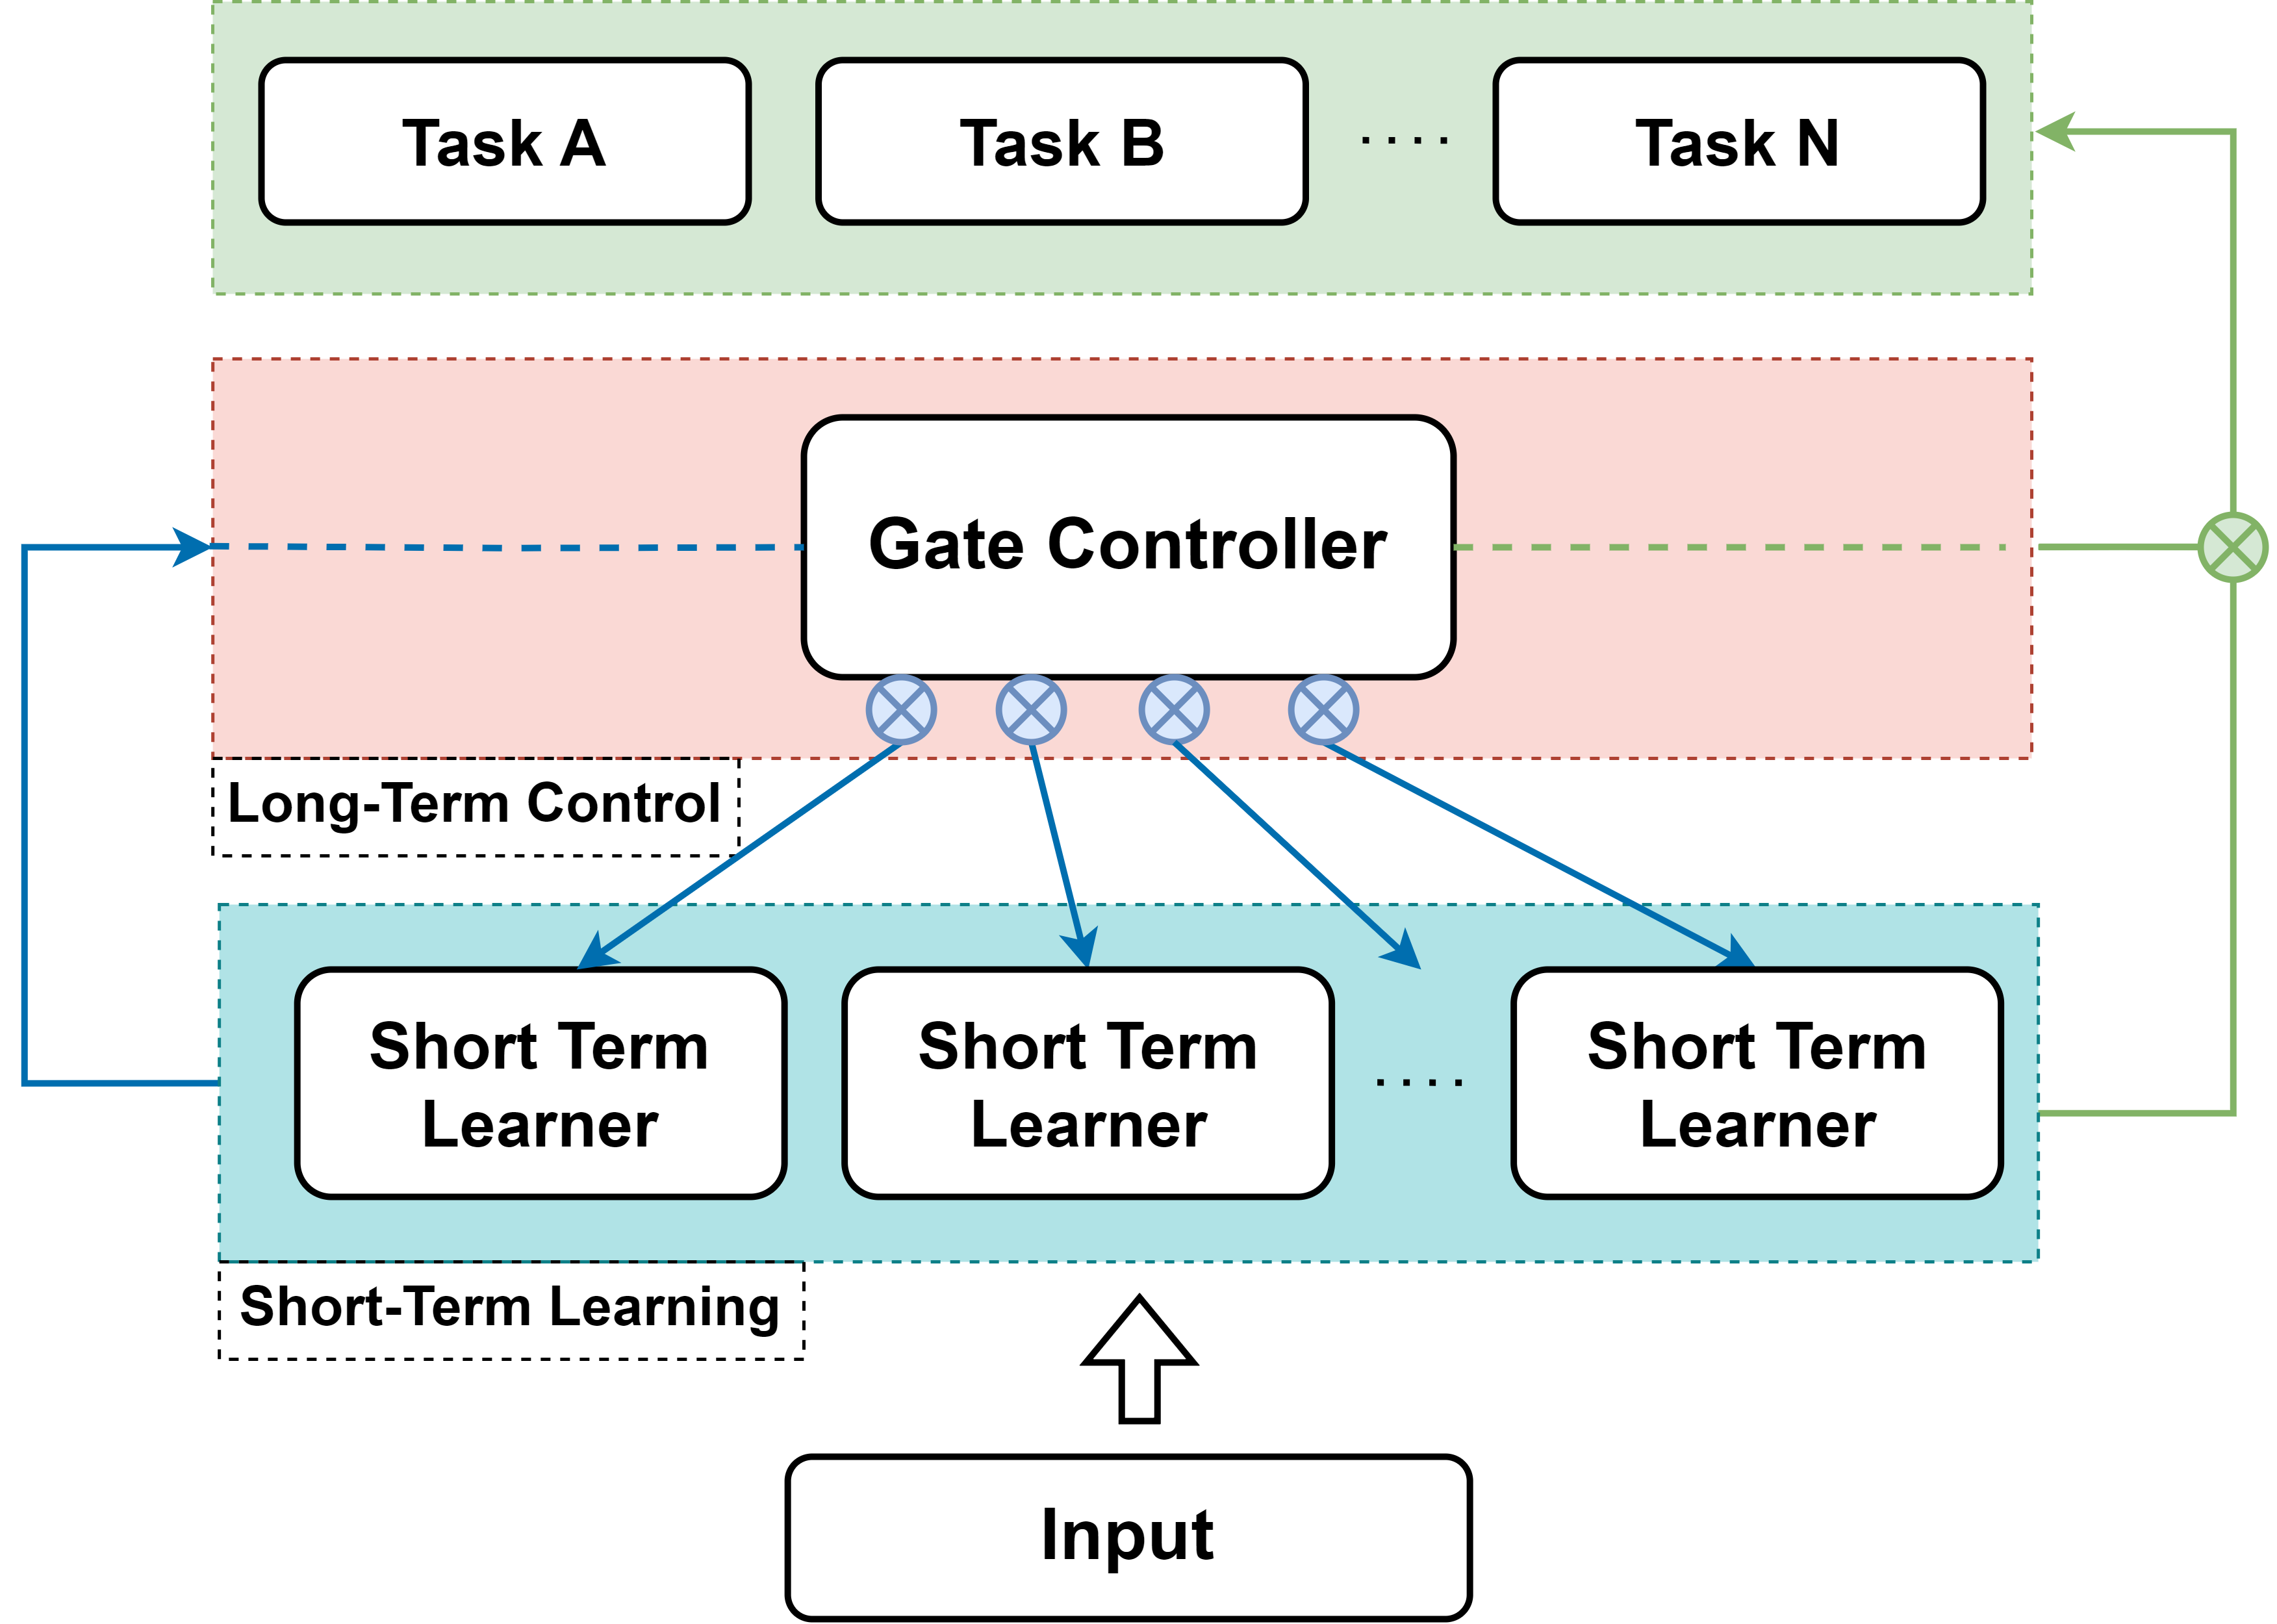 Task A
Task B
. . . .
Task N
Gate Controller
Long-Term Control
Short Term
Learner
Short Term
Learner
. . . .
Short Term
Learner
Short-Term Learning
Input